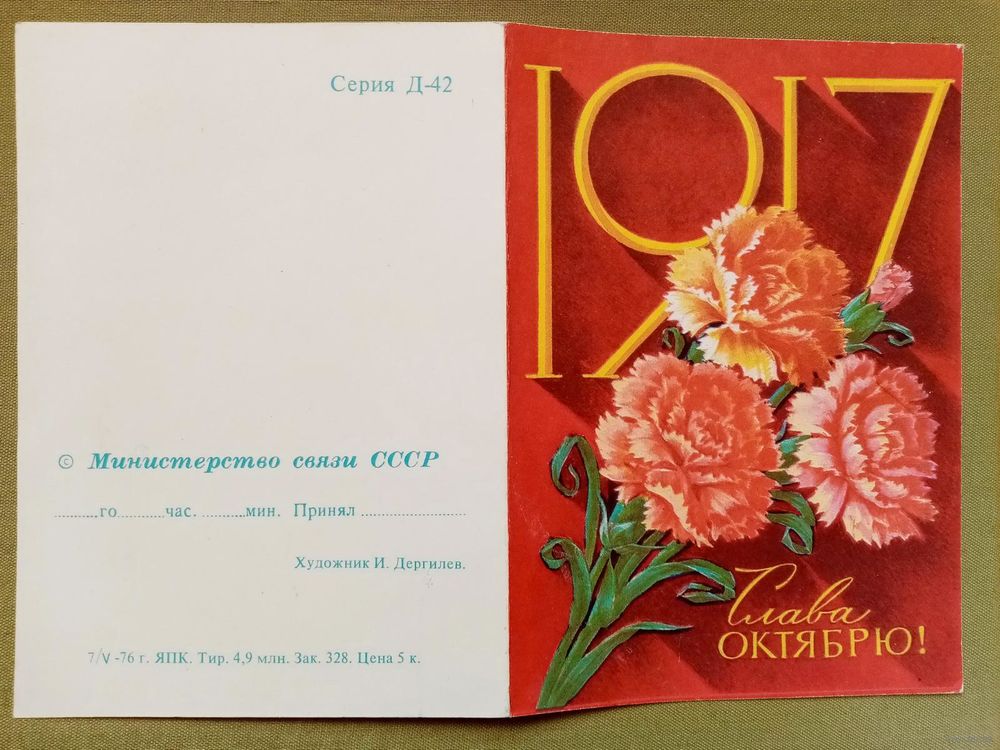 Серия Д-42
© Министерство связи СССР
го час. мин. Принял
Художник И. Дергилев.
7/V -76 г. ЯПК. Тир. 4,9 млн. Зак. 328. Цена 5 к.
1917
Слава
ОКТЯБРЮ!